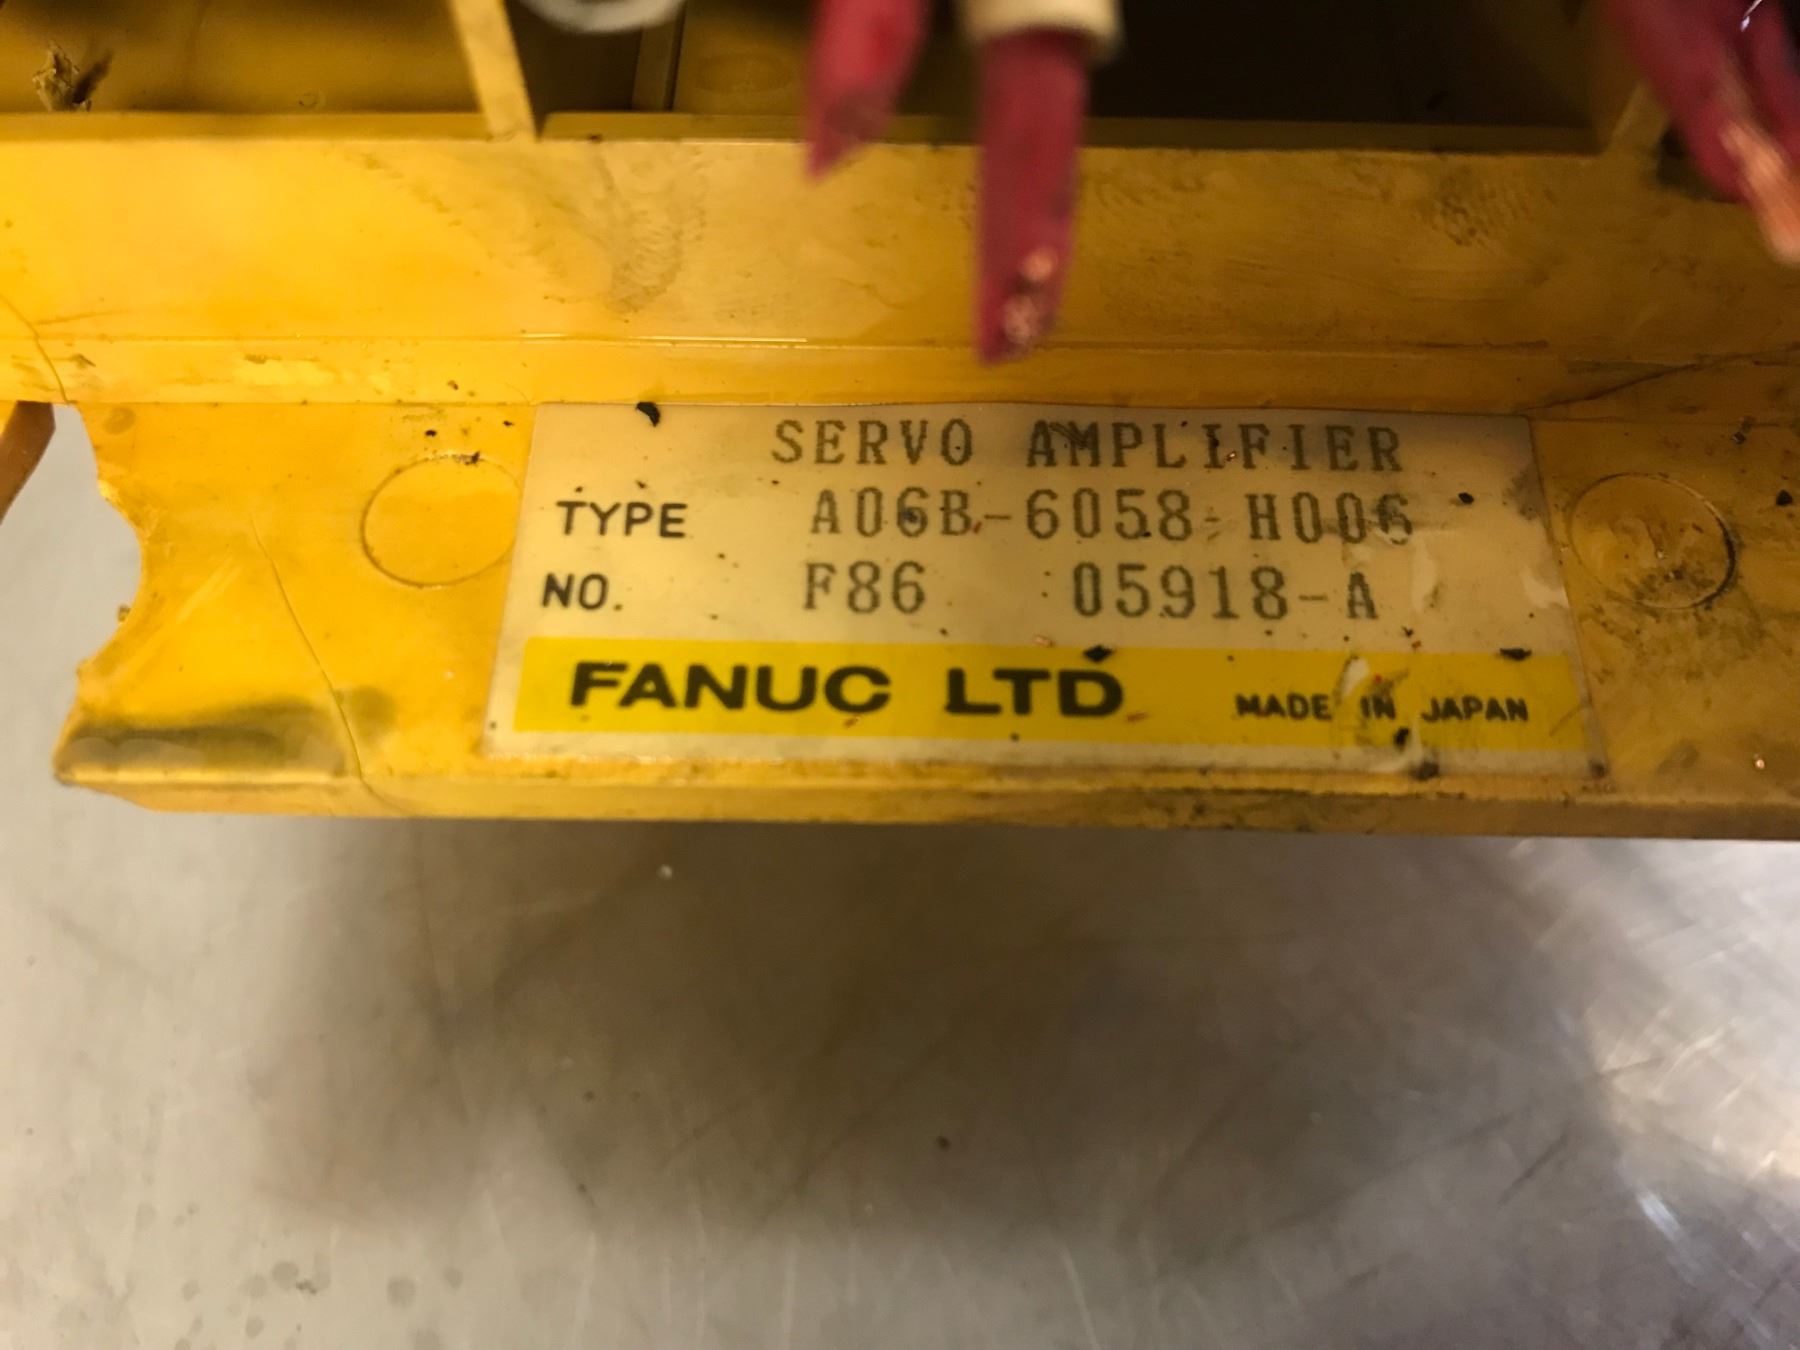 SERVO AMPLIFIER
TYPE A06B-6058-H006
NO. F86 05918-A
FANUC LTD MADE IN JAPAN